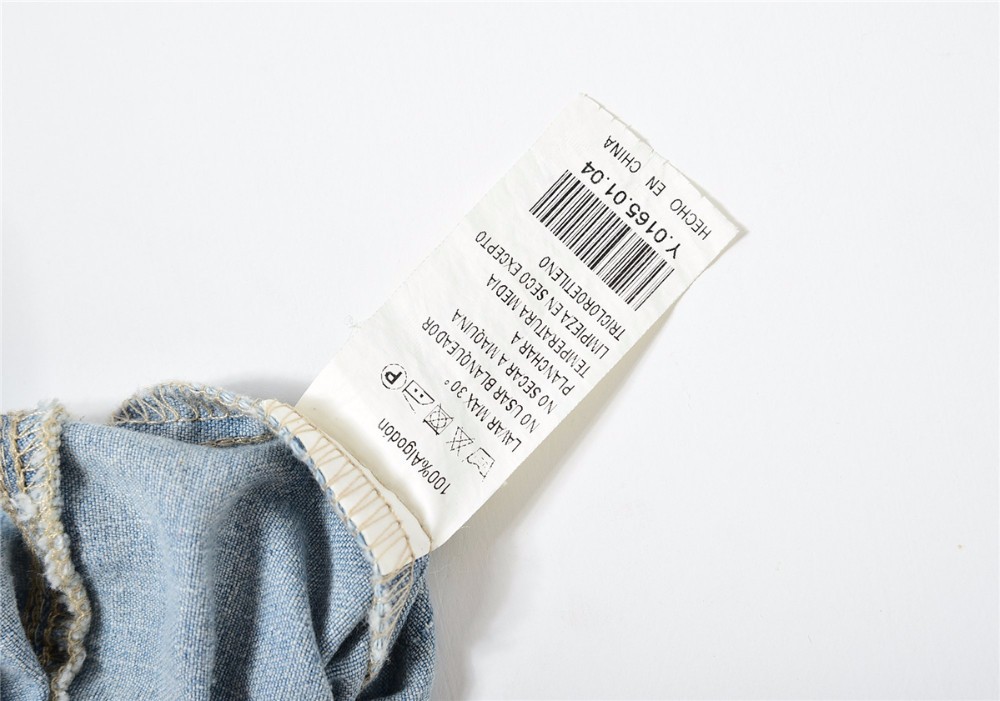 100%Algodón
P
LAVAR MAX 30°
NO USAR BLANQUEADOR
NO SECAR A MAQUINA
PLANCHAR A
TEMPERATURA MEDIA
LIMPIEZA EN SECO EXCEPTO
TRICLOROETILENO
Y.0165.01.04
HECHO EN CHINA